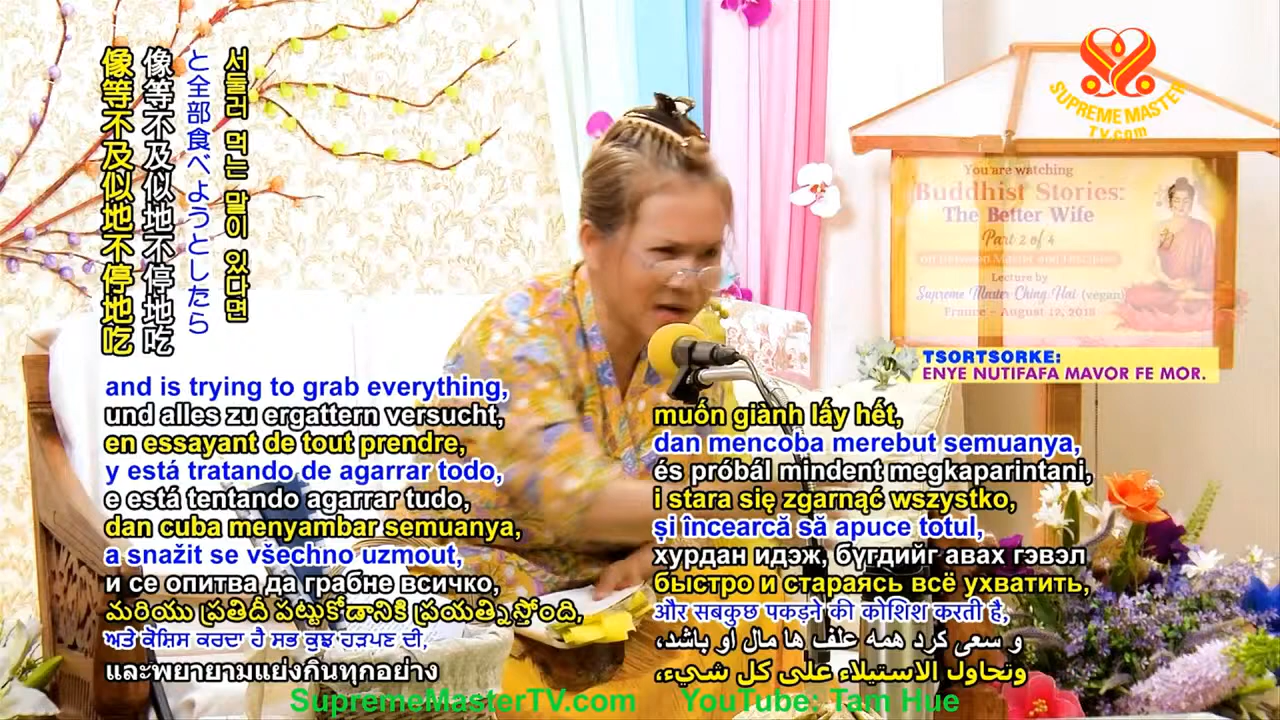 서둘러 먹는 말이 있다면
と全部食べようとしたら
像等不及似地不停地吃
像等不及似地不停地吃
SUPREME MASTER
TV.com
You are watching
Buddhist Stories:
The Better Wife
Part 2 of 4
Lecture by
Supreme Master Ching Hai (vegan)
France - August 12, 2018
TSORTSORKE:
ENYE NUTIFAFA MAVOR FE MOR.
and is trying to grab everything,
und alles zu ergattern versucht,
en essayant de tout prendre,
y está tratando de agarrar todo,
e está tentando agarrar tudo,
dan cuba menyambar semuanya,
a snažit se všechno uzmout,
и се опитва да грабне всичко,
మరియు ప్రతిదీ పట్టుకోడానికి ప్రయత్నిస్తోంది,
ਅਤੇ ਕੋਸ਼ਿਸ ਕਰਦਾ ਹੈ ਸਭ ਕੁਝ ਹੜਪਣ ਦੀ,
และพยายามแย่งกินทุกอย่าง
muốn giành lấy hết,
dan mencoba merebut semuanya,
és próbál mindent megkaparintani,
i stara się zgarnąć wszystko,
și încearcă să apuce totul,
хурдан идэж, бүгдийг авах гэвэл
быстро и стараясь всё ухватить,
और सबकुछ पकड़ने की कोशिश करती है,
و سعی کرد همه علف ها مال او باشد،
وتحاول الاستيلاء على كل شيء،
SupremeMasterTV.com
YouTube: Tam Hue